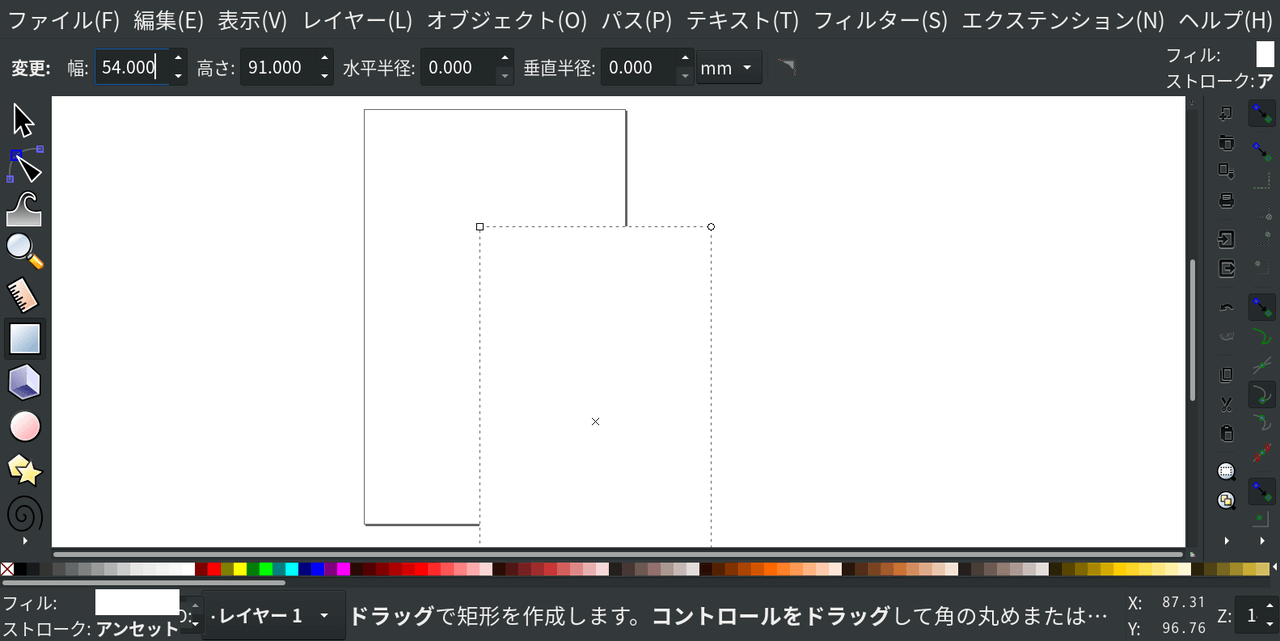 ファイル(F) 編集(E) 表示(V) レイヤー(L) オブジェクト(O) パス(P) テキスト(T) フィルター(S) エクステンション(N) ヘルプ(H)
変更: 幅: 54.000 高さ: 91.000 水平半径: 0.000 垂直半径: 0.000 mm
フィル:
ストローク: ア
フィル:
ストローク: アンセット
レイヤー 1
ドラッグで矩形を作成します。コントロールをドラッグして角の丸めまたは…
X: 87.31
Y: 96.76
Z: 1